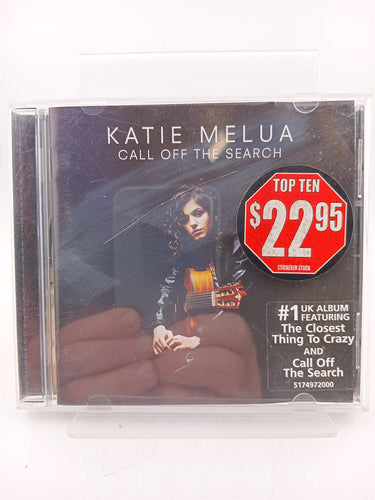 KATIE MELUA
CALL OFF THE SEARCH
TOP TEN
$22.95
STICKERED STOCK
#1 UK ALBUM
FEATURING
The Closest
Thing To Crazy
AND
Call Off
The Search
5174972000